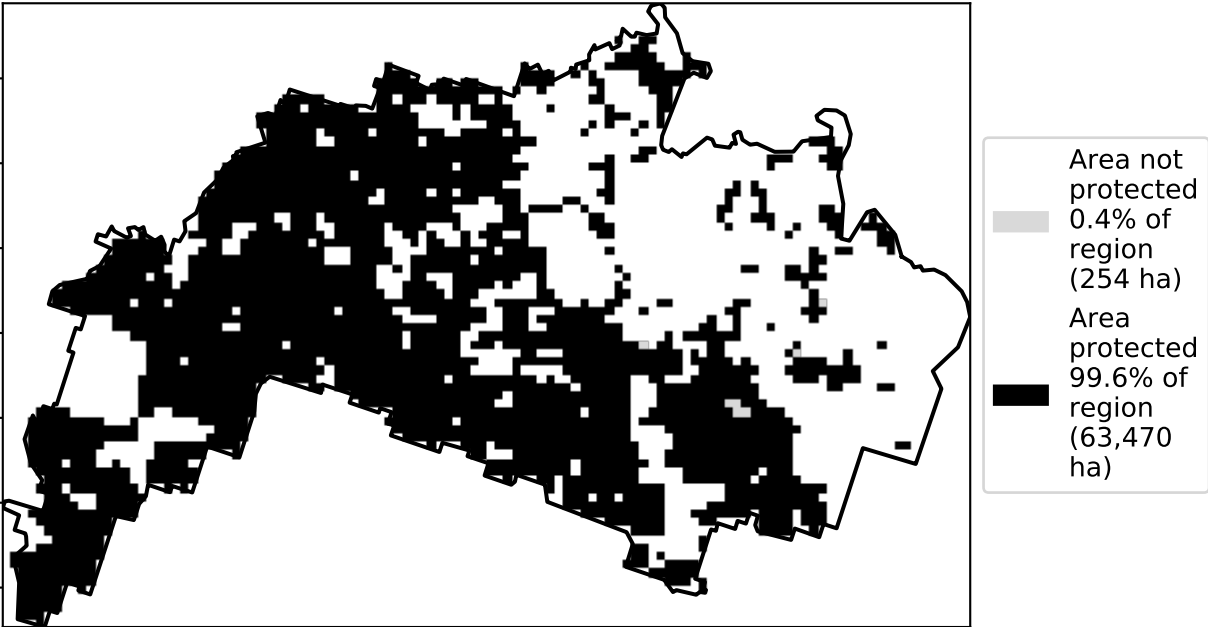 Area not
protected
0.4% of
region
(254 ha)
Area
protected
99.6% of
region
(63,470
ha)